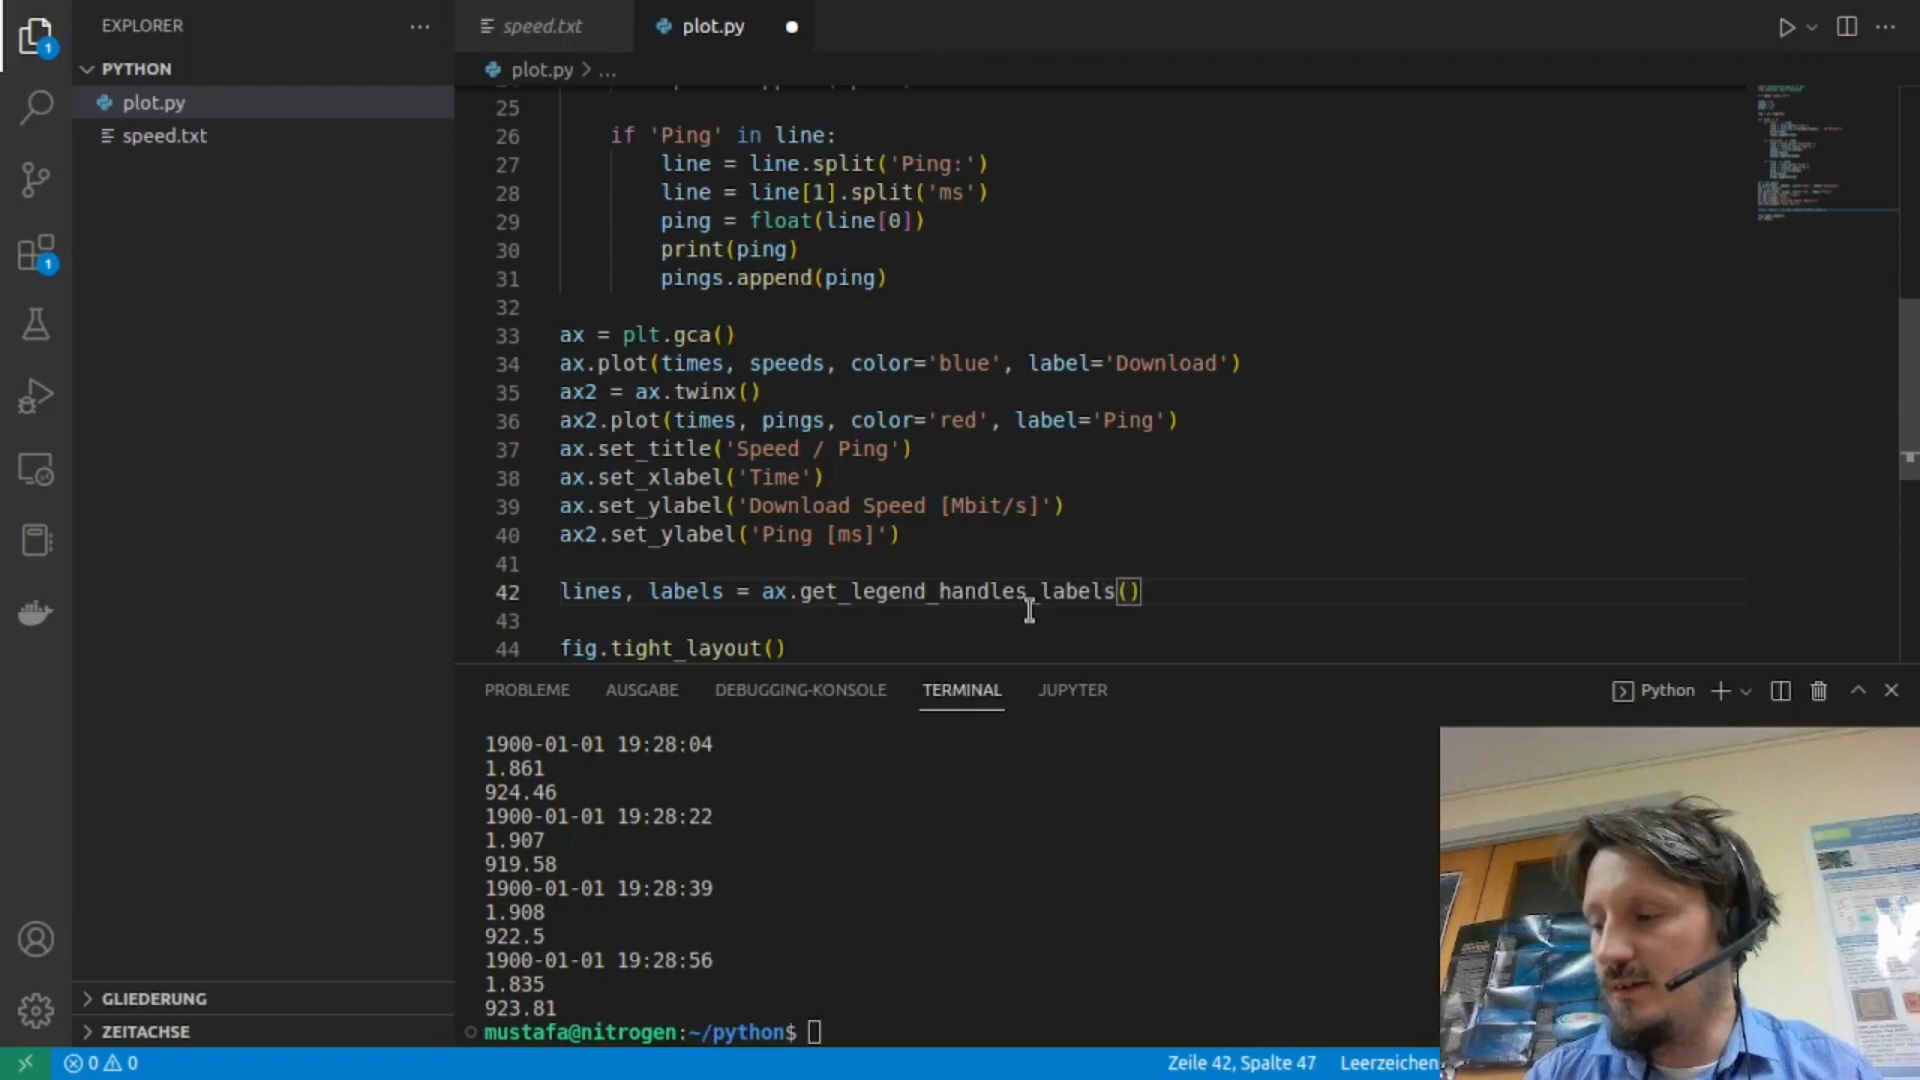 EXPLORER
speed.txt
plot.py
PYTHON
plot.py
speed.txt
plot.py > ...
25
26 if 'Ping' in line:
27 line = line.split('Ping:')
28 line = line[1].split('ms')
29 ping = float(line[0])
30 print(ping)
31 pings.append(ping)
32
33 ax = plt.gca()
34 ax.plot(times, speeds, color='blue', label='Download')
35 ax2 = ax.twinx()
36 ax2.plot(times, pings, color='red', label='Ping')
37 ax.set_title('Speed / Ping')
38 ax.set_xlabel('Time')
39 ax.set_ylabel('Download Speed [Mbit/s]')
40 ax2.set_ylabel('Ping [ms]')
41
42 lines, labels = ax.get_legend_handles_labels()
43
44 fig.tight_layout()
PROBLEME AUSGABE DEBUGGING-KONSOLE TERMINAL JUPYTER
Python
1900-01-01 19:28:04
1.861
924.46
1900-01-01 19:28:22
1.907
919.58
1900-01-01 19:28:39
1.908
922.5
1900-01-01 19:28:56
1.835
923.81
mustafa@nitrogen:~/python$
GLIEDERUNG
ZEITACHSE
1
1
0 0
Zeile 42, Spalte 47
Leerzeichen